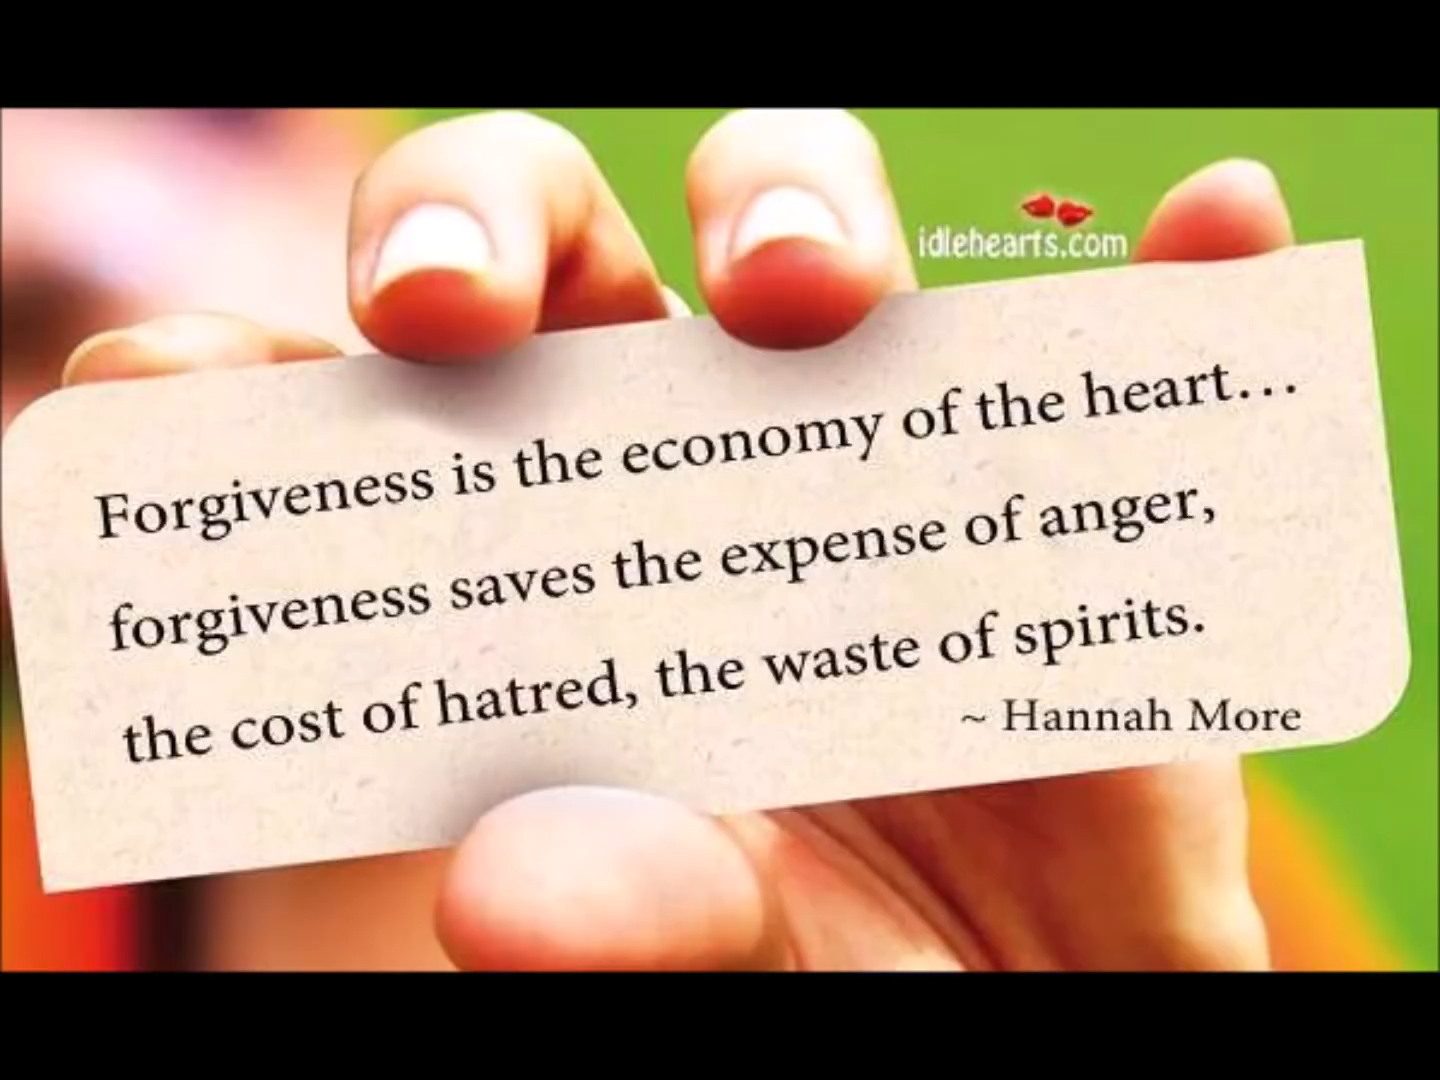 idlehearts.com
Forgiveness is the economy of the heart...
forgiveness saves the expense of anger,
the cost of hatred, the waste of spirits.
~ Hannah More